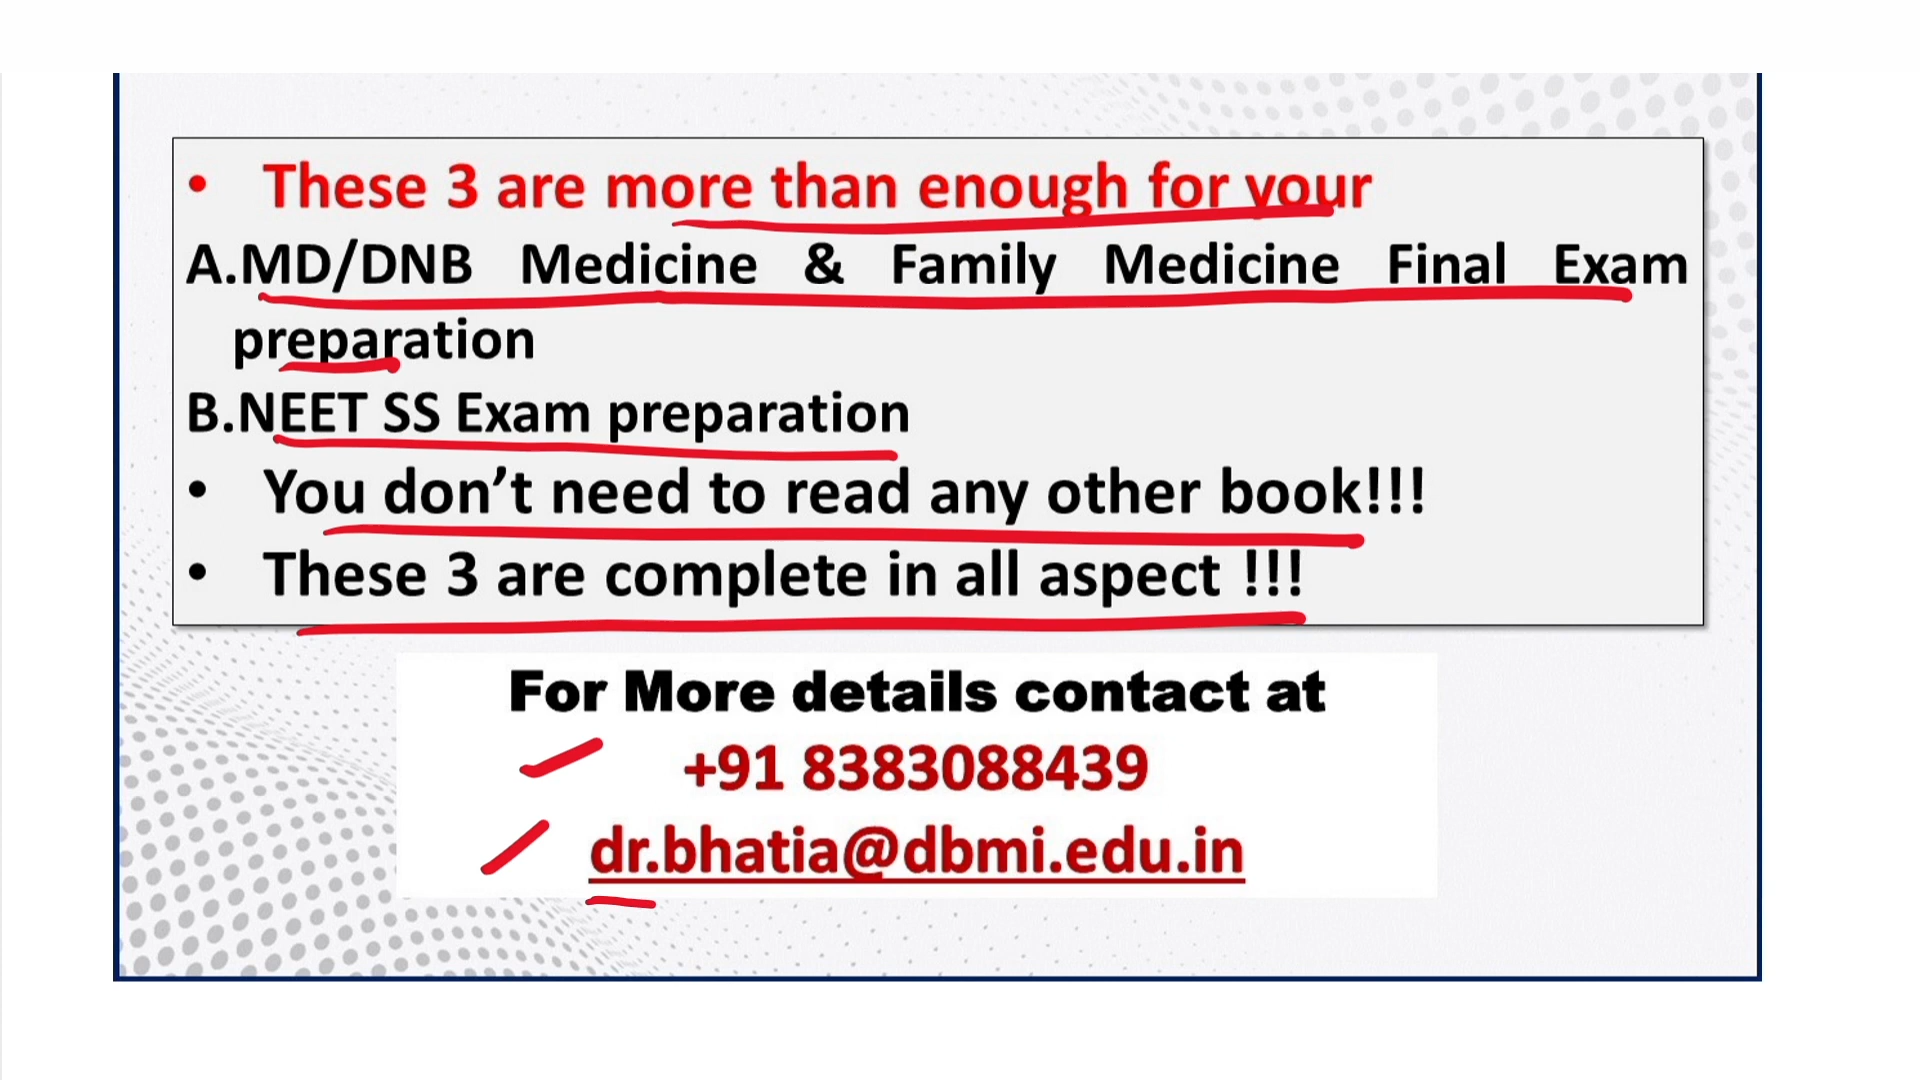 • These 3 are more than enough for your
A.MD/DNB Medicine & Family Medicine Final Exam
preparation
B.NEET SS Exam preparation
• You don’t need to read any other book!!!
• These 3 are complete in all aspect !!!
For More details contact at
+91 8383088439
dr.bhatia@dbmi.edu.in